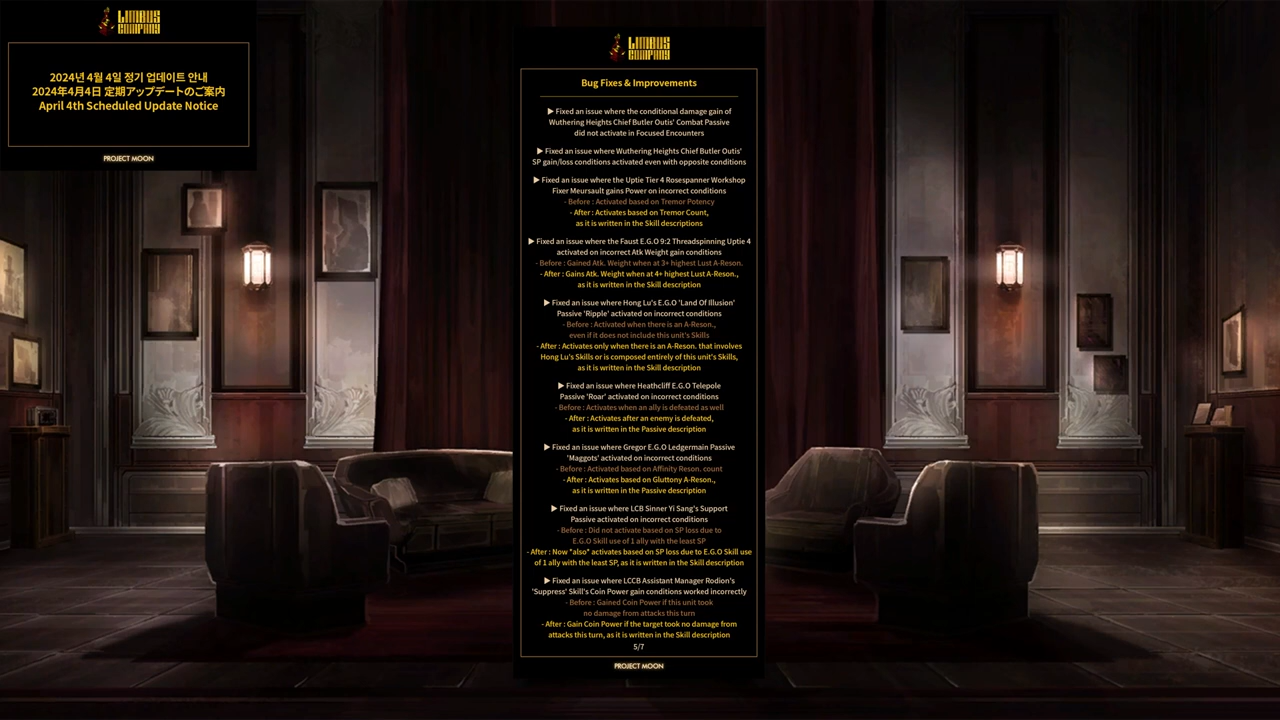 LIMBUS
COMPANY
2024년 4월 4일 정기 업데이트 안내
2024年4月4日 定期アップデートのご案内
April 4th Scheduled Update Notice
PROJECT MOON
LIMBUS
COMPANY
Bug Fixes & Improvements
▶ Fixed an issue where the conditional damage gain of
Wuthering Heights Chief Butler Outis' Combat Passive
did not activate in Focused Encounters
▶ Fixed an issue where Wuthering Heights Chief Butler Outis'
SP gain/loss conditions activated even with opposite conditions
▶ Fixed an issue where the Uptie Tier 4 Rosespanner Workshop
Fixer Meursault gains Power on incorrect conditions
- Before : Activated based on Tremor Potency
- After : Activates based on Tremor Count,
as it is written in the Skill descriptions
▶ Fixed an issue where the Faust E.G.O 9:2 Threadspinning Uptie 4
activated on incorrect Atk Weight gain conditions
- Before : Gained Atk. Weight when at 3+ highest Lust A-Reson.
- After : Gains Atk. Weight when at 4+ highest Lust A-Reson.,
as it is written in the Skill description
▶ Fixed an issue where Hong Lu's E.G.O 'Land Of Illusion'
Passive 'Ripple' activated on incorrect conditions
- Before : Activated when there is an A-Reson.,
even if it does not include this unit's Skills
- After : Activates only when there is an A-Reson. that involves
Hong Lu's Skills or is composed entirely of this unit's Skills,
as it is written in the Skill description
▶ Fixed an issue where Heathcliff E.G.O Telepole
Passive 'Roar' activated on incorrect conditions
- Before : Activates when an ally is defeated as well
- After : Activates after an enemy is defeated,
as it is written in the Passive description
▶ Fixed an issue where Gregor E.G.O Ledgermain Passive
'Maggots' activated on incorrect conditions
- Before : Activated based on Affinity Reson. count
- After : Activates based on Gluttony A-Reson.,
as it is written in the Passive description
▶ Fixed an issue where LCB Sinner Yi Sang's Support
Passive activated on incorrect conditions
- Before : Did not activate based on SP loss due to
E.G.O Skill use of 1 ally with the least SP
- After : Now *also* activates based on SP loss due to E.G.O Skill use
of 1 ally with the least SP, as it is written in the Skill description
▶ Fixed an issue where LCCB Assistant Manager Rodion's
'Suppress' Skill's Coin Power gain conditions worked incorrectly
- Before : Gained Coin Power if this unit took
no damage from attacks this turn
- After : Gain Coin Power if the target took no damage from
attacks this turn, as it is written in the Skill description
5/7
PROJECT MOON